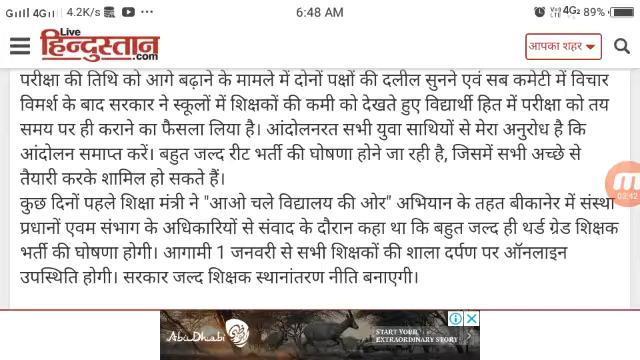 4.2K/s 6:48 AM 4G 89%
Live
हिन्दुस्तान
.com
आपका शहर
परीक्षा की तिथि को आगे बढ़ाने के मामले में दोनों पक्षों की दलील सुनने एवं सब कमेटी में विचार
विमर्श के बाद सरकार ने स्कूलों में शिक्षकों की कमी को देखते हुए विद्यार्थी हित में परीक्षा को तय
समय पर ही कराने का फैसला लिया है। आंदोलनरत सभी युवा साथियों से मेरा अनुरोध है कि
आंदोलन समाप्त करें। बहुत जल्द रीट भर्ती की घोषणा होने जा रही है, जिसमें सभी अच्छे से
तैयारी करके शामिल हो सकते हैं।
02:42
कुछ दिनों पहले शिक्षा मंत्री ने "आओ चले विद्यालय की ओर" अभियान के तहत बीकानेर में संस्था
प्रधानों एवम संभाग के अधिकारियों से संवाद के दौरान कहा था कि बहुत जल्द ही थर्ड ग्रेड शिक्षक
भर्ती की घोषणा होगी। आगामी 1 जनवरी से सभी शिक्षकों की शाला दर्पण पर ऑनलाइन
उपस्थिति होगी। सरकार जल्द शिक्षक स्थानांतरण नीति बनाएगी।
Abu Dhabi
START YOUR
EXTRAORDINARY STORY